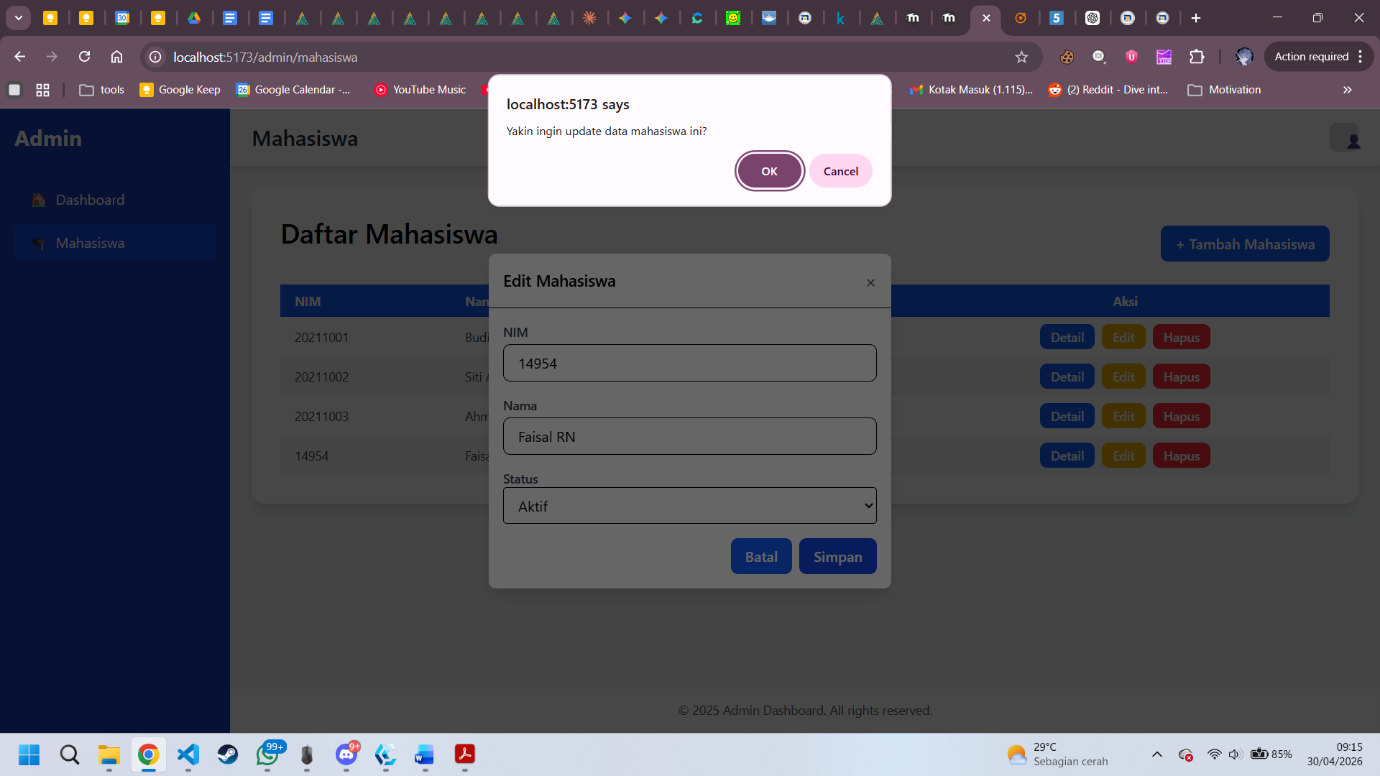 localhost:5173/admin/mahasiswa
Action required
tools
Google Keep
Google Calendar -...
YouTube Music
Kotak Masuk (1.115)...
(2) Reddit - Dive int...
Motivation
localhost:5173 says
Yakin ingin update data mahasiswa ini?
OK
Cancel
Admin
Mahasiswa
Dashboard
Mahasiswa
Daftar Mahasiswa
+ Tambah Mahasiswa
NIM
Aksi
20211001
Detail Edit Hapus
20211002
Siti
Detail Edit Hapus
20211003
Detail Edit Hapus
14954
Detail Edit Hapus
Edit Mahasiswa
×
NIM
14954
Nama
Faisal RN
Status
Aktif
Batal
Simpan
© 2025 Admin Dashboard. All rights reserved.
99+
9+
29°C
Sebagian cerah
85%
09:15
30/04/2026